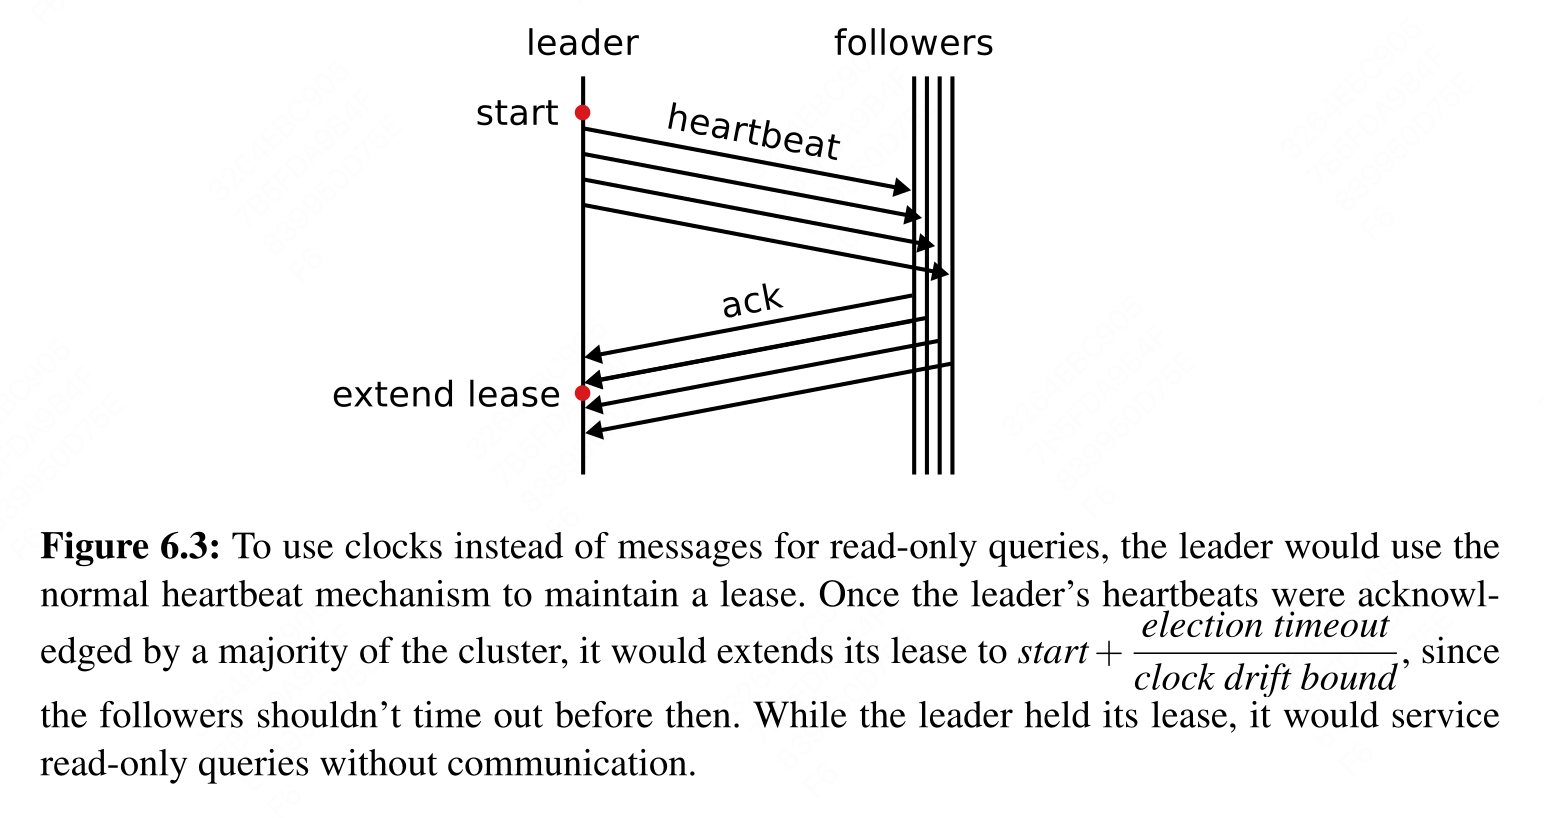 leader
followers
start
heartbeat
ack
extend lease
Figure 6.3: To use clocks instead of messages for read-only queries, the leader would use the
normal heartbeat mechanism to maintain a lease. Once the leader's heartbeats were acknowl-
edged by a majority of the cluster, it would extends its lease to start + election timeout / clock drift bound, since
the followers shouldn't time out before then. While the leader held its lease, it would service
read-only queries without communication.